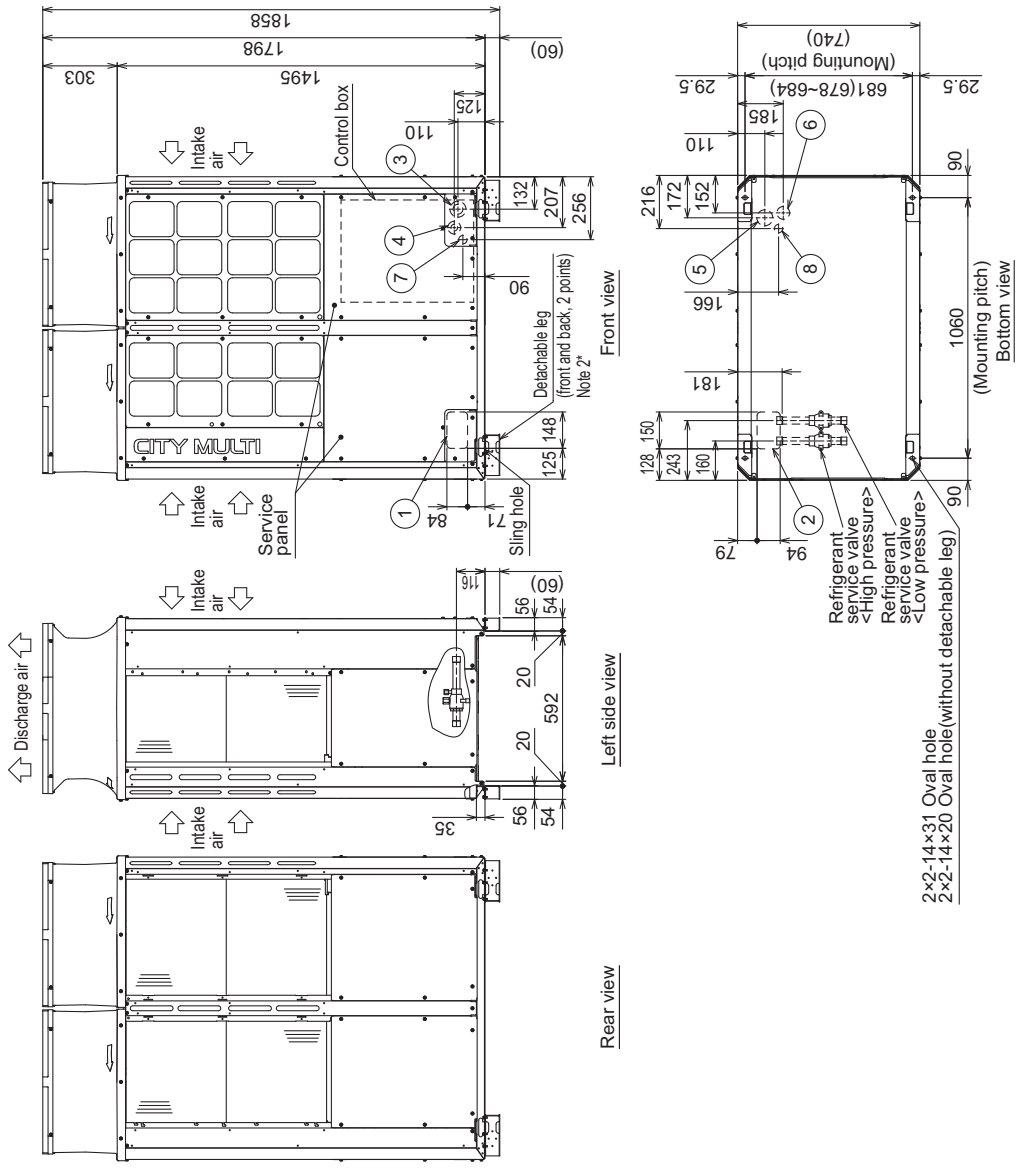 Rear view
Discharge air
Intake
air
Intake
air
116
(60)
56
54
20
592
20
56
54
35
Left side view
1858
1798
303
1495
(60)
125
110
Intake
air
Intake
air
Control box
Service
panel
CITY MULTI
1
3
4
7
84
71
125
148
132
207
256
90
Sling hole
Detachable leg
(front and back, 2 points)
Note 2*
Front view
(740)
(Mounting pitch)
681(678~684)
29.5
29.5
185
110
216
172
152
90
5
6
8
166
181
128
150
243
160
2
79
94
90
1060
(Mounting pitch)
Bottom view
Refrigerant
service valve
<High pressure>
Refrigerant
service valve
<Low pressure>
2×2-14×31 Oval hole
2×2-14×20 Oval hole(without detachable leg)